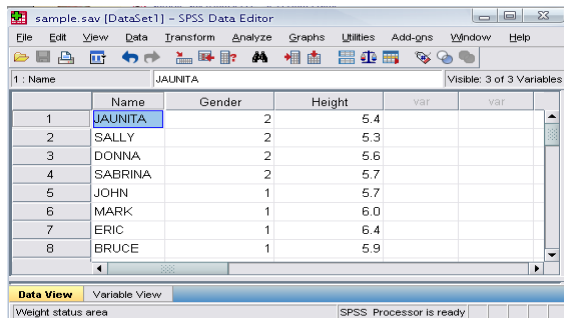 sample.sav [DataSet1] - SPSS Data Editor
File Edit View Data Transform Analyze Graphs Utilities Add-ons Window Help
1 : Name JAUNITA Visible: 3 of 3 Variables
Name Gender Height var var
1 JAUNITA 2 5.4
2 SALLY 2 5.3
3 DONNA 2 5.6
4 SABRINA 2 5.7
5 JOHN 1 5.7
6 MARK 1 6.0
7 ERIC 1 6.4
8 BRUCE 1 5.9
Data View Variable View
Weight status area SPSS Processor is ready